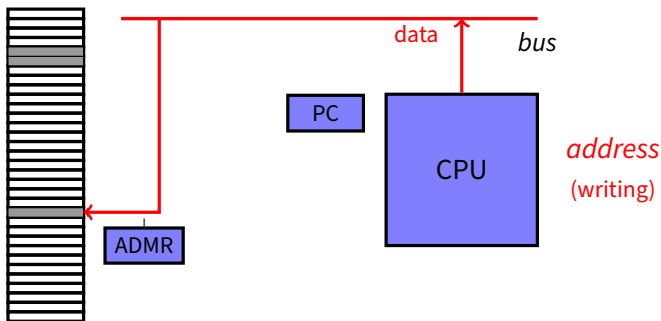 data
bus
PC
CPU
address
(writing)
ADMR